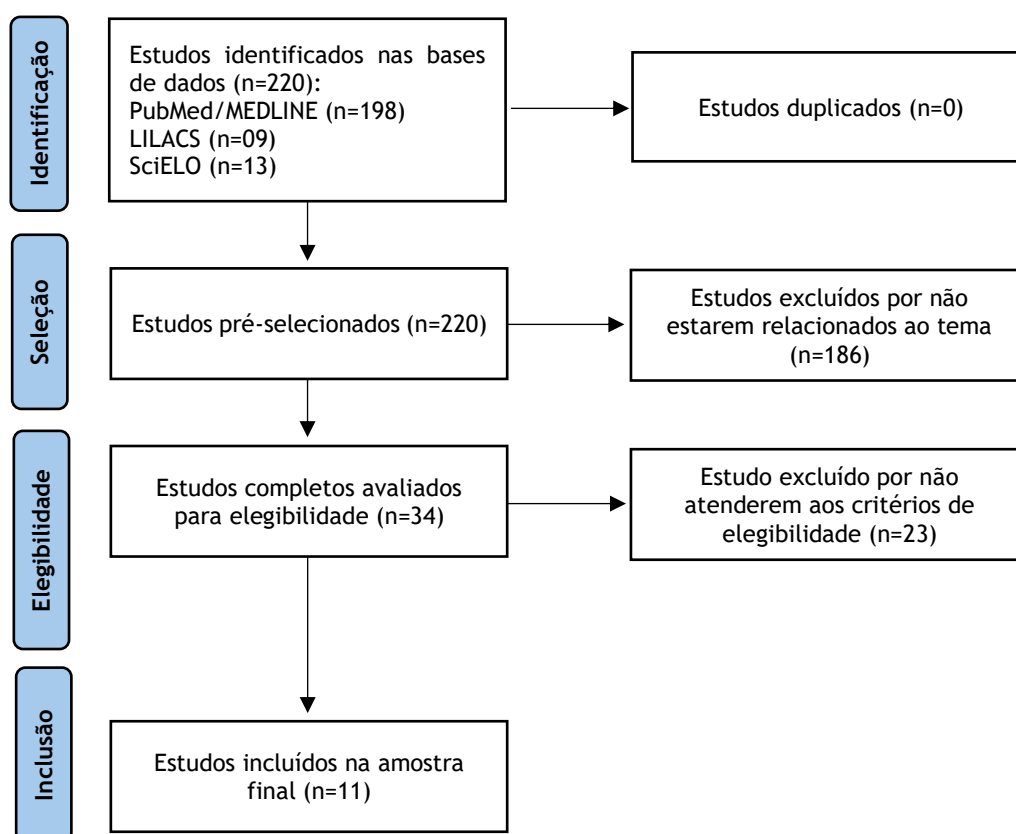 Identificação
Estudos identificados nas bases
de dados (n=220):
PubMed/MEDLINE (n=198)
LILACS (n=09)
SciELO (n=13)
Estudos duplicados (n=0)
Seleção
Estudos pré-selecionados (n=220)
Estudos excluídos por não
estarem relacionados ao tema
(n=186)
Elegibilidade
Estudos completos avaliados
para elegibilidade (n=34)
Estudo excluído por não
atenderem aos critérios de
elegibilidade (n=23)
Inclusão
Estudos incluídos na amostra
final (n=11)